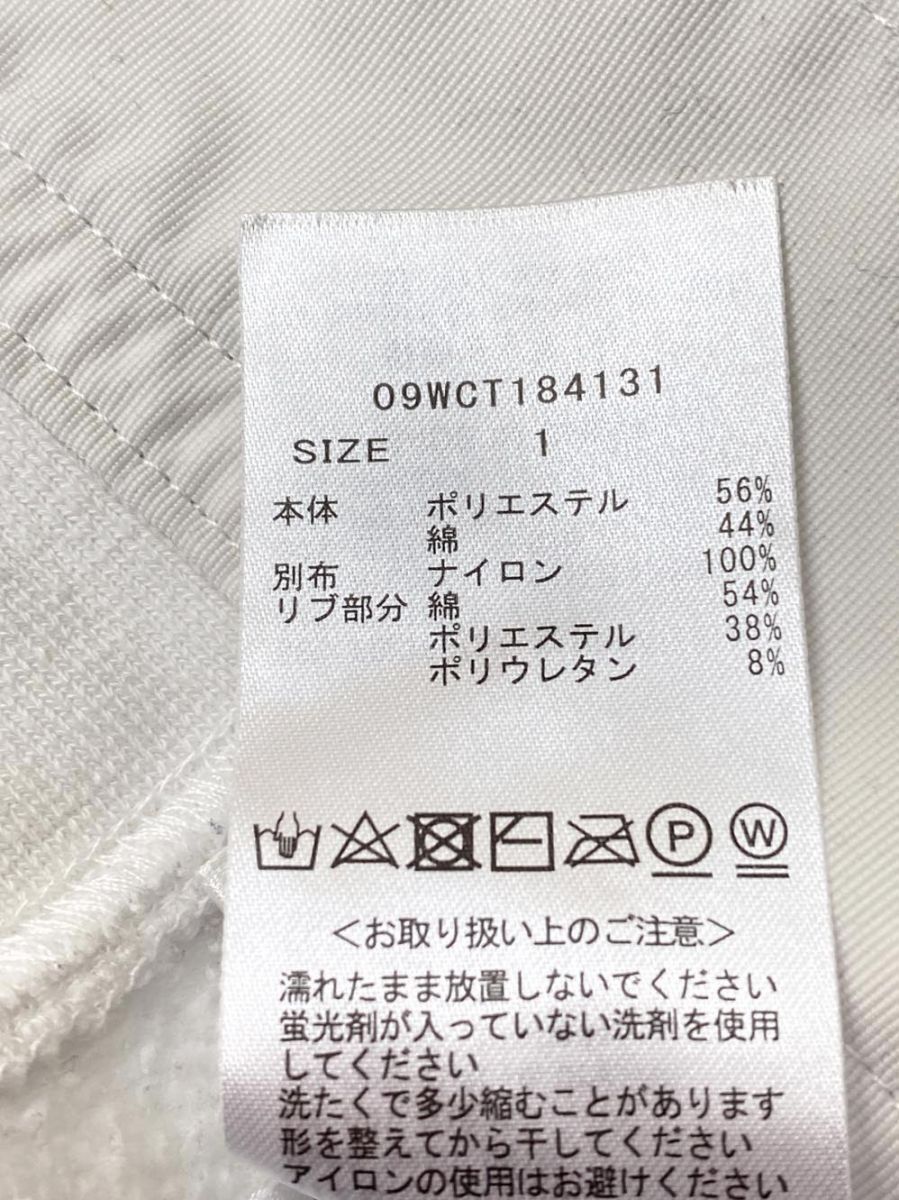 09WCT184131
SIZE 1
本体 ポリエステル 56%
綿 44%
別布 ナイロン 100%
リブ部分 綿 54%
ポリエステル 38%
ポリウレタン 8%
P W
<お取り扱い上のご注意>
濡れたまま放置しないでください
蛍光剤が入っていない洗剤を使用
してください
洗たくで多少縮むことがあります
形を整えてから干してください
アイロンの使用はお避けください